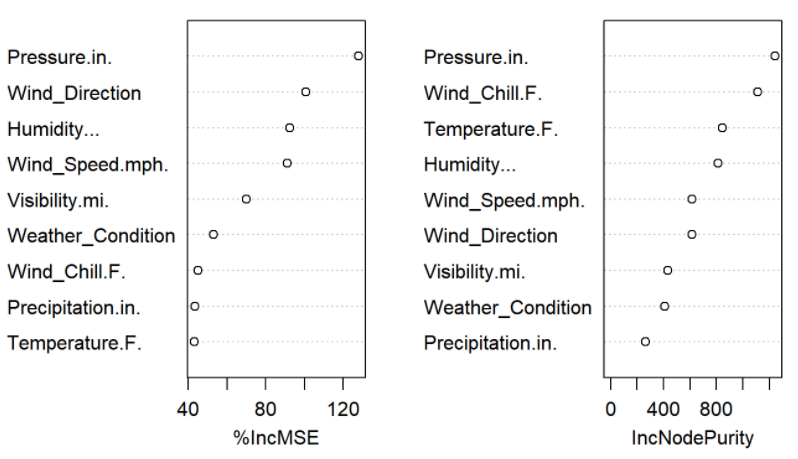 Pressure.in.
Wind_Direction
Humidity...
Wind_Speed.mph.
Visibility.mi.
Weather_Condition
Wind_Chill.F.
Precipitation.in.
Temperature.F.
40 80 120
%IncMSE
Pressure.in.
Wind_Chill.F.
Temperature.F.
Humidity...
Wind_Speed.mph.
Wind_Direction
Visibility.mi.
Weather_Condition
Precipitation.in.
0 400 800
IncNodePurity